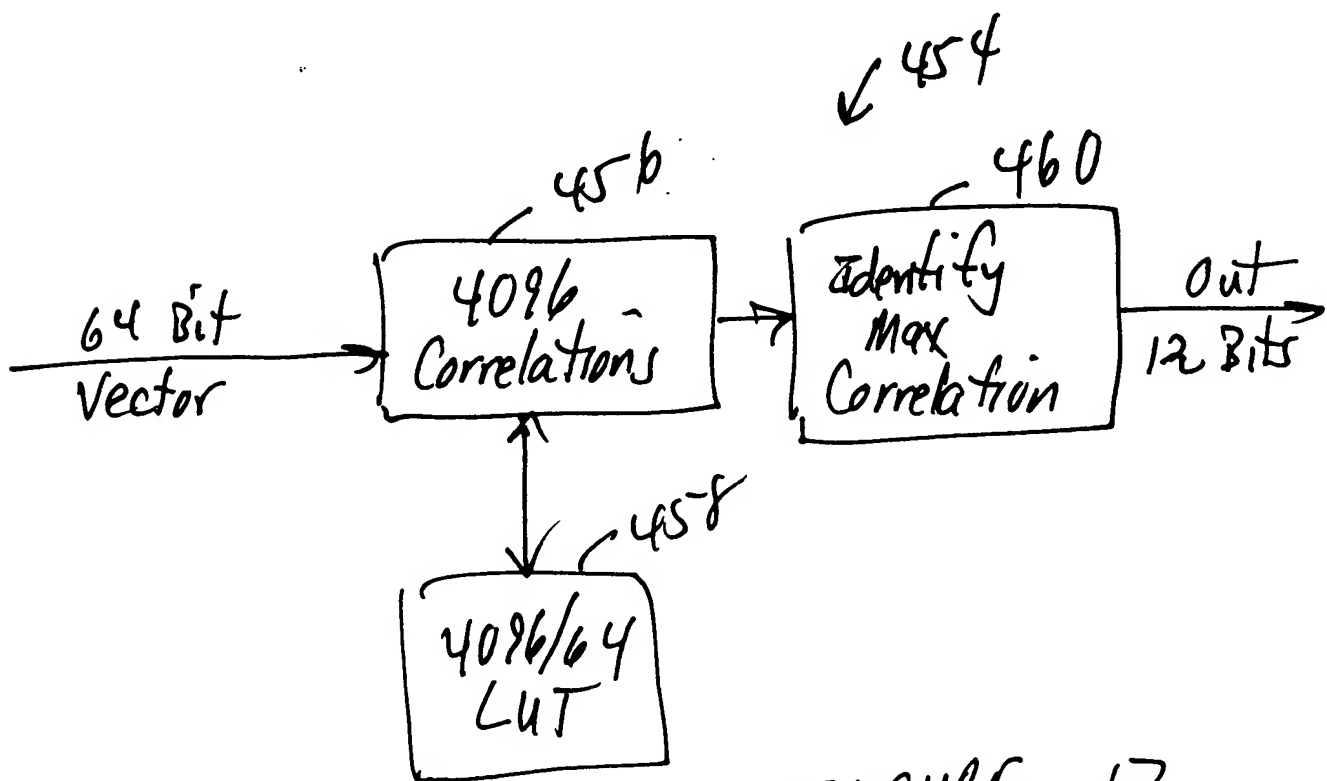 454
456
460
64 Bit
Vector
4096
Correlations
Identify
Max
Correlation
Out
12 Bits
458
4096/64
LUT